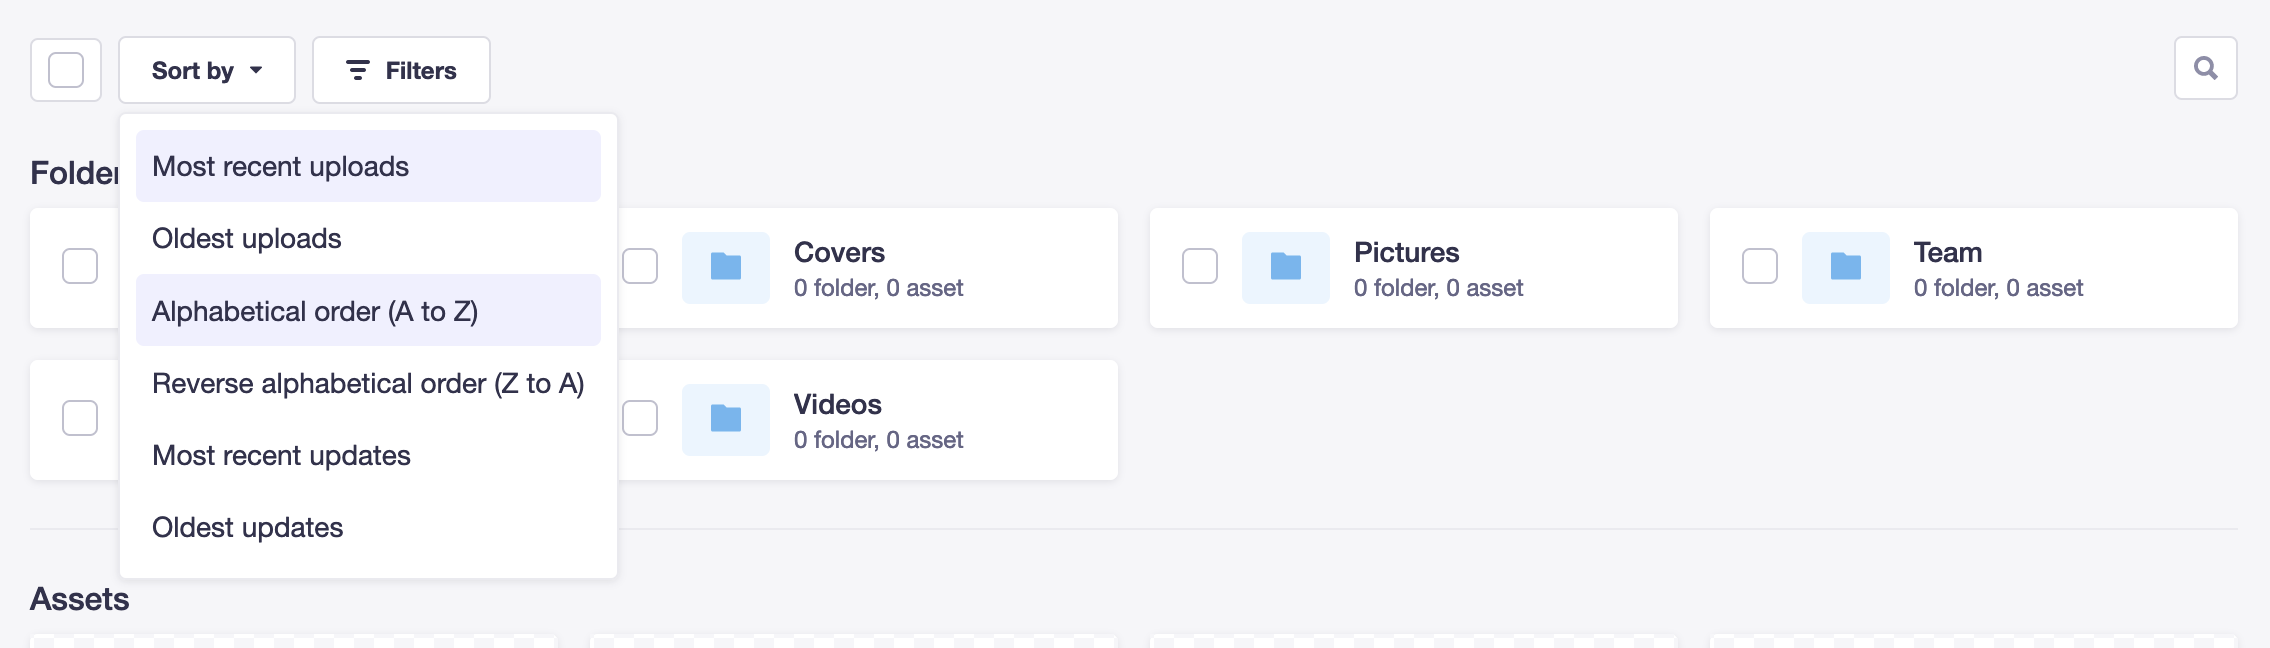 Sort by
Filters
Most recent uploads
Oldest uploads
Alphabetical order (A to Z)
Reverse alphabetical order (Z to A)
Most recent updates
Oldest updates
Folder
Covers
0 folder, 0 asset
Pictures
0 folder, 0 asset
Team
0 folder, 0 asset
Videos
0 folder, 0 asset
Assets